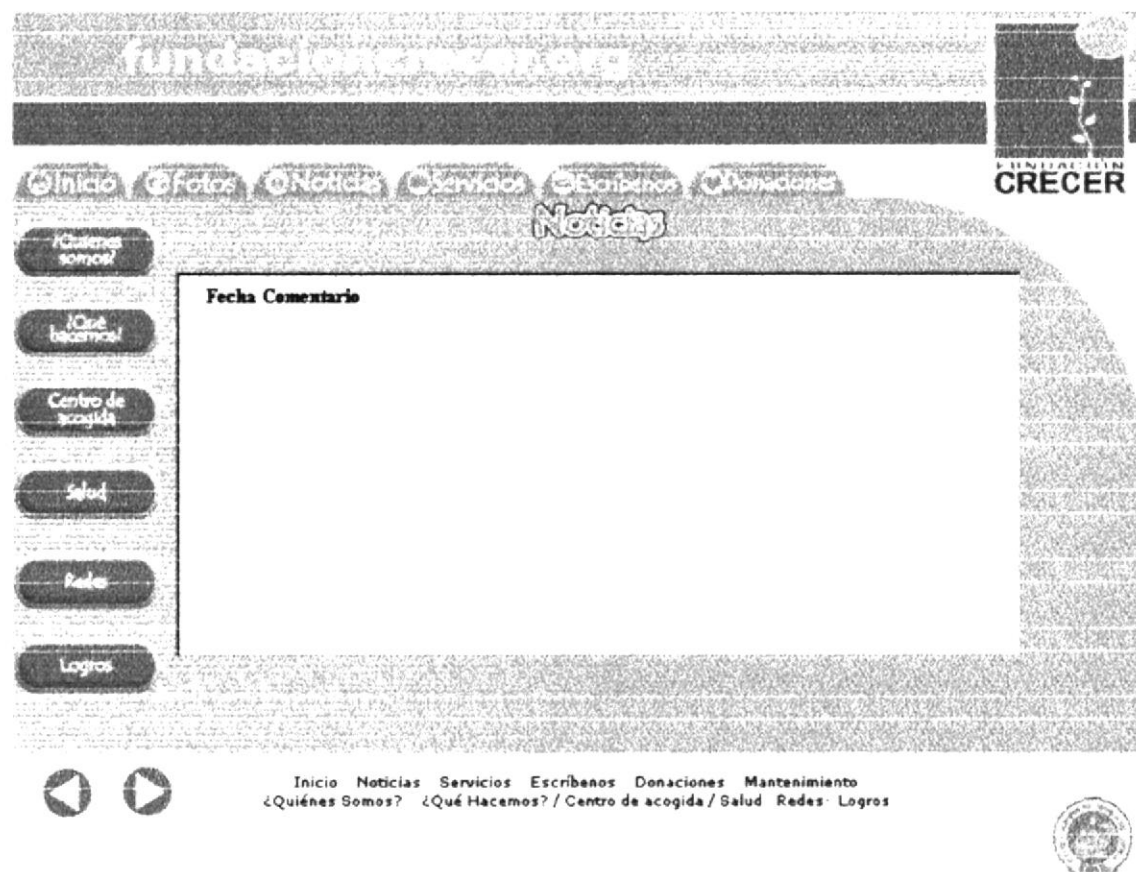 fundacioncrecer.org
FUNDACIÓN
CRECER
Inicio Fotos Noticias Servicios Escríbenos Donaciones
Noticias
¿Quiénes
somos?
¿Qué
hacemos?
Centro de
acogida
Salud
Redes
Logros
Fecha Comentario
Inicio Noticias Servicios Escríbenos Donaciones Mantenimiento
¿Quiénes Somos? ¿Qué Hacemos? / Centro de acogida / Salud Redes Logros